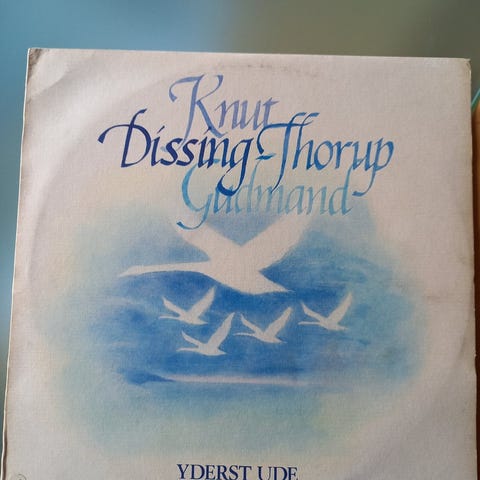 Knut
Dissing-Thorup
Gudmand
YDERST UDE